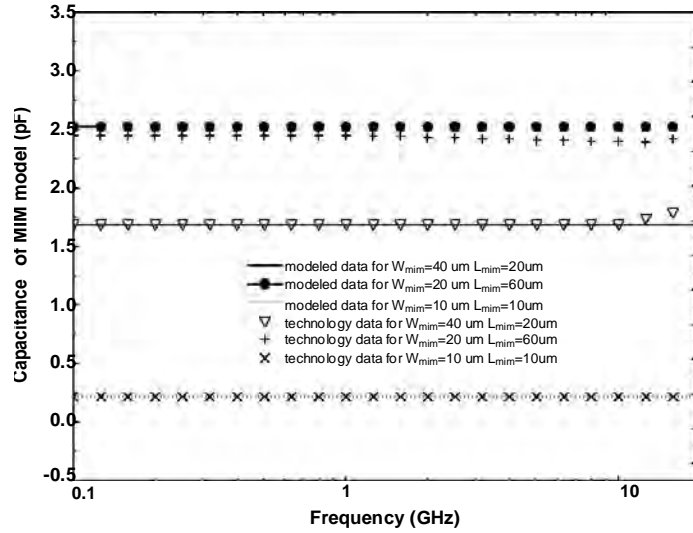 3.5
3.0
2.5
2.0
1.5
1.0
0.5
0.0
-0.5
Capacitance of MIM model (pF)
modeled data for Wmim=40 um Lmim=20um
modeled data for Wmim=20 um Lmim=60um
modeled data for Wmim=10 um Lmim=10um
technology data for Wmim=40 um Lmim=20um
technology data for Wmim=20 um Lmim=60um
technology data for Wmim=10 um Lmim=10um
0.1 1 10
Frequency (GHz)